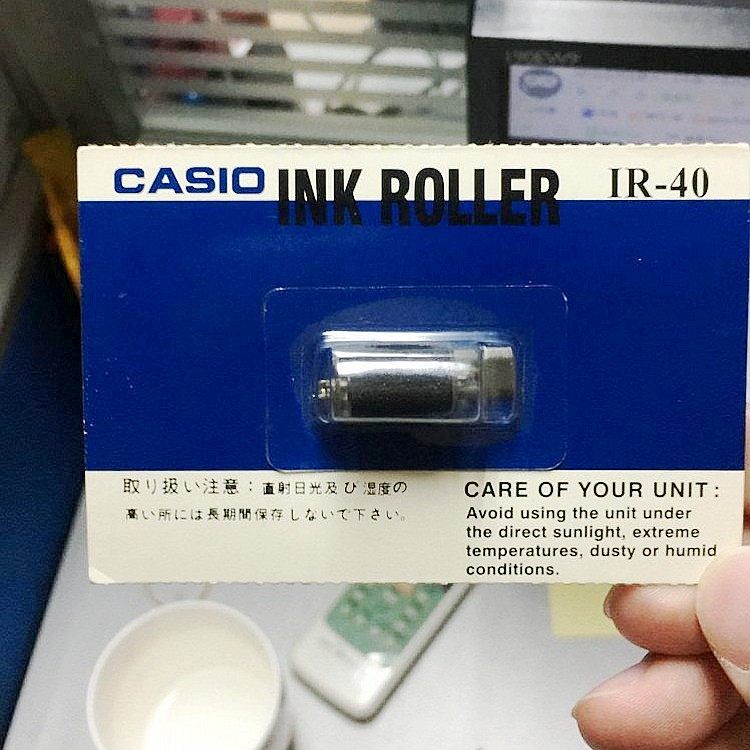 CASIO INK ROLLER IR-40
取り扱い注意：直射日光及び湿度の
高い所には長期間保存しないで下さい。
CARE OF YOUR UNIT:
Avoid using the unit under
the direct sunlight, extreme
temperatures, dusty or humid
conditions.